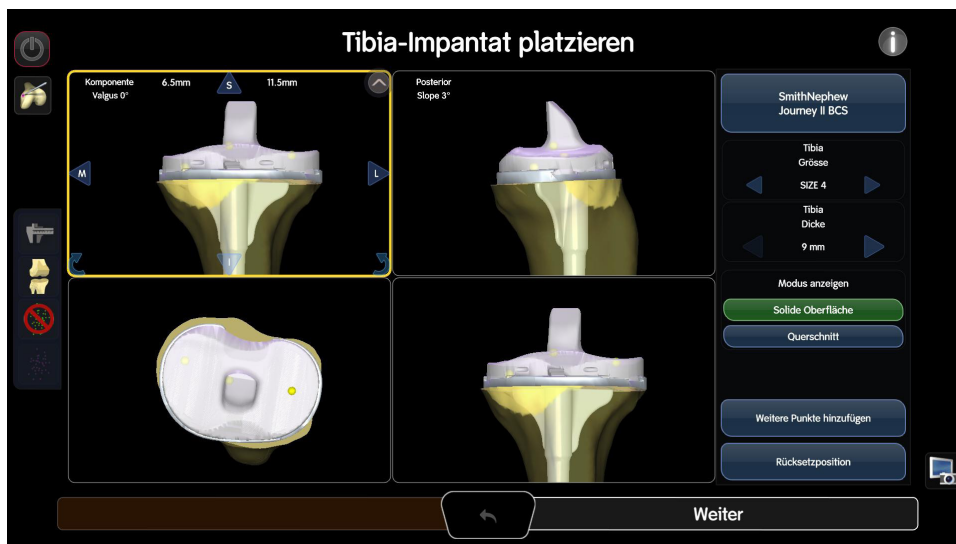 Tibia-Impantat platzieren
i
Komponente
Valgus 0°
6.5mm
S
11.5mm
M
L
I
Posterior
Slope 3°
SmithNephew
Journey II BCS
Tibia
Grösse
SIZE 4
Tibia
Dicke
9 mm
Modus anzeigen
Solide Oberfläche
Querschnitt
Weitere Punkte hinzufügen
Rücksetzposition
Weiter